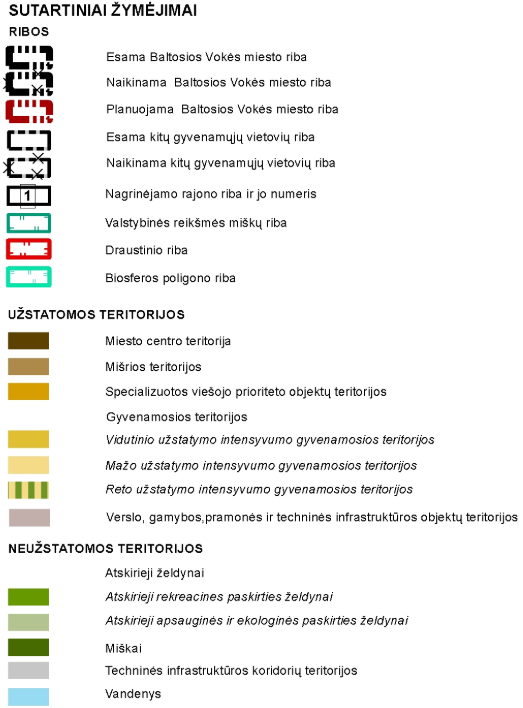 SUTARTINIAI ŽYMĖJIMAI
RIBOS
Esama Baltosios Vokės miesto riba
Naikinama Baltosios Vokės miesto riba
Planuojama Baltosios Vokės miesto riba
Esama kitų gyvenamųjų vietovių riba
Naikinama kitų gyvenamųjų vietovių riba
1 Nagrinėjamo rajono riba ir jo numeris
Valstybinės reikšmės miškų riba
Draustinio riba
Biosferos poligono riba
UŽSTATOMOS TERITORIJOS
Miesto centro teritorija
Mišrios teritorijos
Specializuotos viešojo prioriteto objektų teritorijos
Gyvenamosios teritorijos
Vidutinio užstatymo intensyvumo gyvenamosios teritorijos
Mažo užstatymo intensyvumo gyvenamosios teritorijos
Reto užstatymo intensyvumo gyvenamosios teritorijos
Verslo, gamybos,pramonės ir techninės infrastruktūros objektų teritorijos
NEUŽSTATOMOS TERITORIJOS
Atskirieji želdynai
Atskirieji rekreacines paskirties želdynai
Atskirieji apsauginės ir ekologinės paskirties želdynai
Miškai
Techninės infrastruktūros koridorių teritorijos
Vandenys